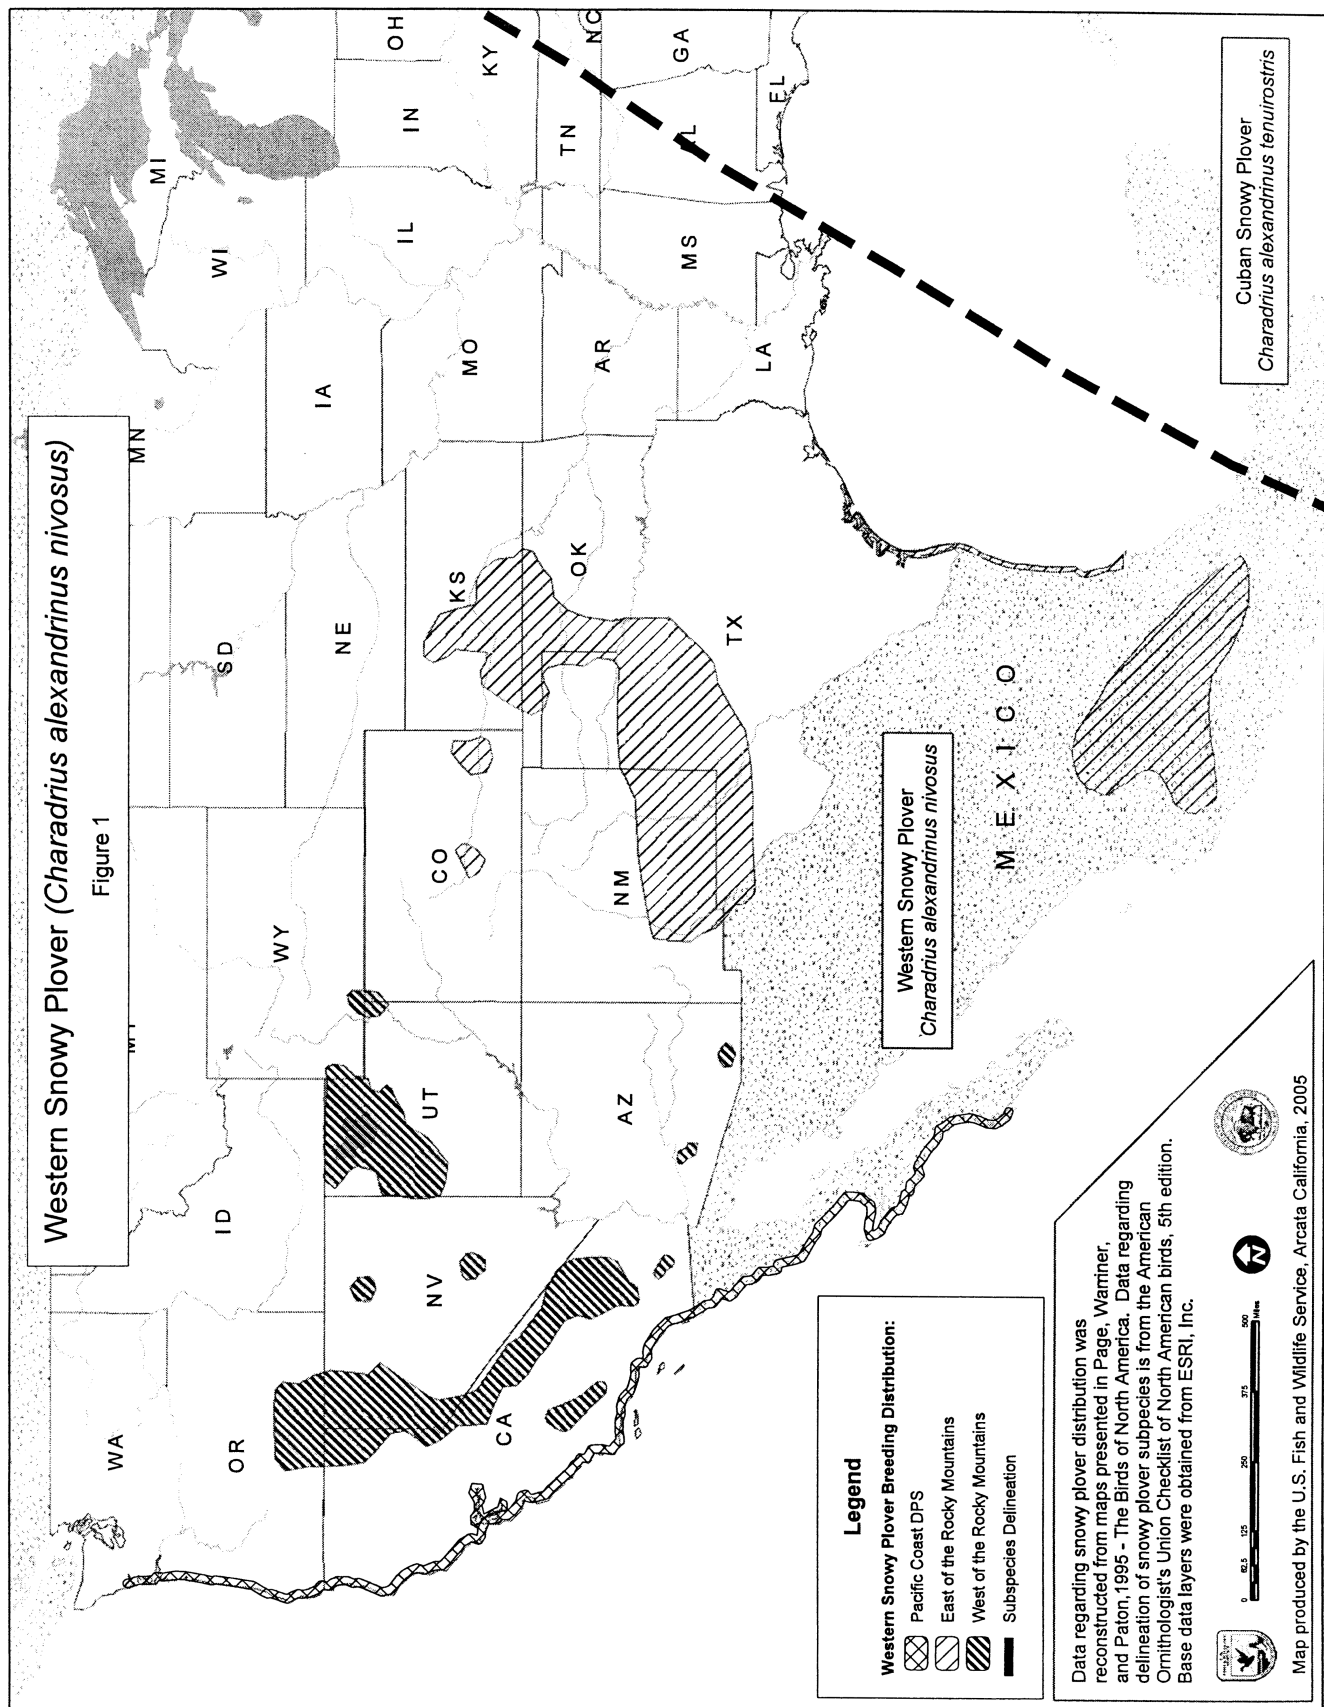 Western Snowy Plover (Charadrius alexandrinus nivosus)
Figure 1
WA
OR
ID
WY
SD
MN
WI
MI
NV
UT
CO
NE
IA
IL
IN
OH
CA
AZ
NM
KS
OK
MO
AR
TN
KY
NC
TX
LA
MS
GA
MEXICO
Western Snowy Plover
Charadrius alexandrinus nivosus
Cuban Snowy Plover
Charadrius alexandrinus tenuirostris
Legend
Western Snowy Plover Breeding Distribution:
Pacific Coast DPS
East of the Rocky Mountains
West of the Rocky Mountains
Subspecies Delineation
Data regarding snowy plover distribution was
reconstructed from maps presented in Page, Warriner,
and Paton, 1995 - The Birds of North America. Data regarding
delineation of snowy plover subspecies is from the American
Ornithologist's Union Checklist of North American birds, 5th edition.
Base data layers were obtained from ESRI, Inc.
0 62.5 125 250 375 500
Miles
N
Map produced by the U.S. Fish and Wildlife Service, Arcata California, 2005